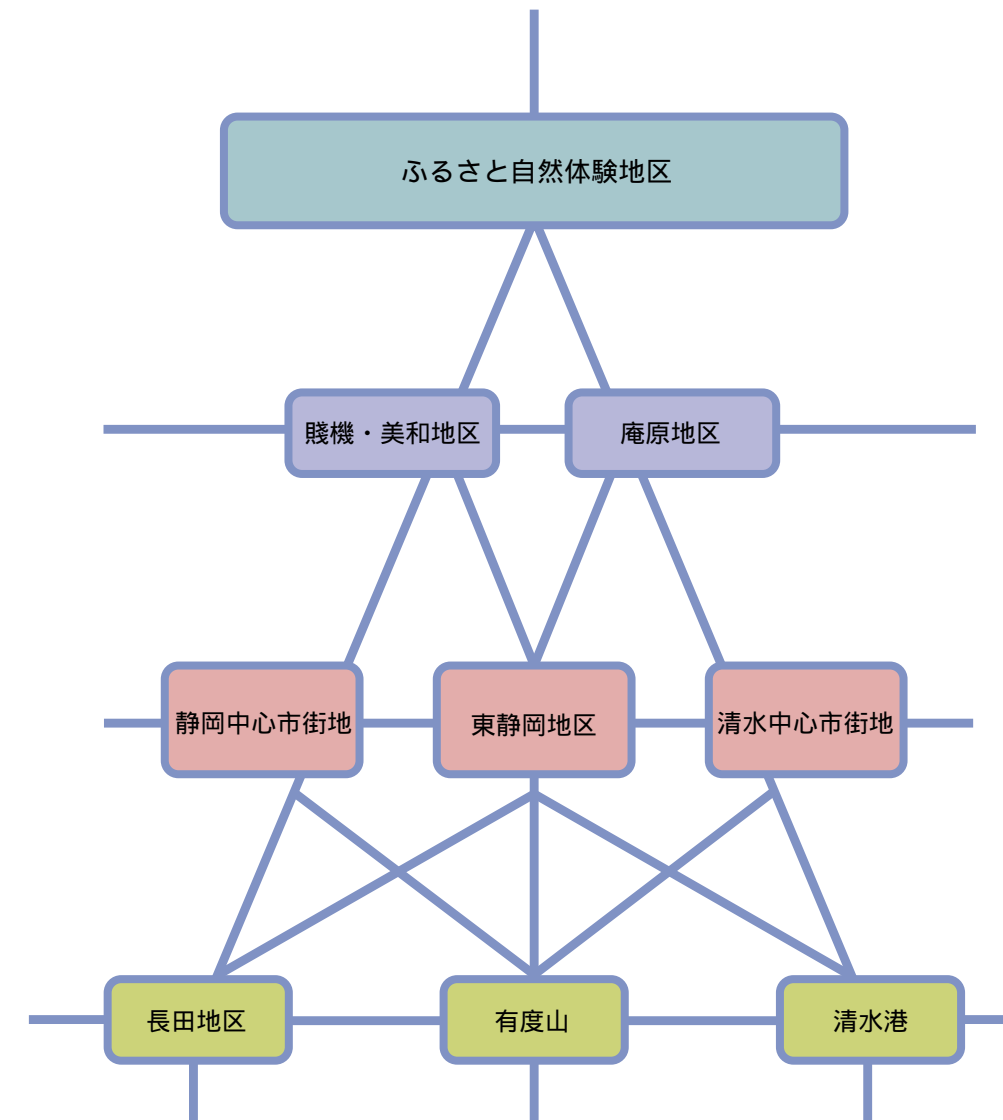 ふるさと自然体験地区
賤機・美和地区
庵原地区
静岡中心市街地
東静岡地区
清水中心市街地
長田地区
有度山
清水港